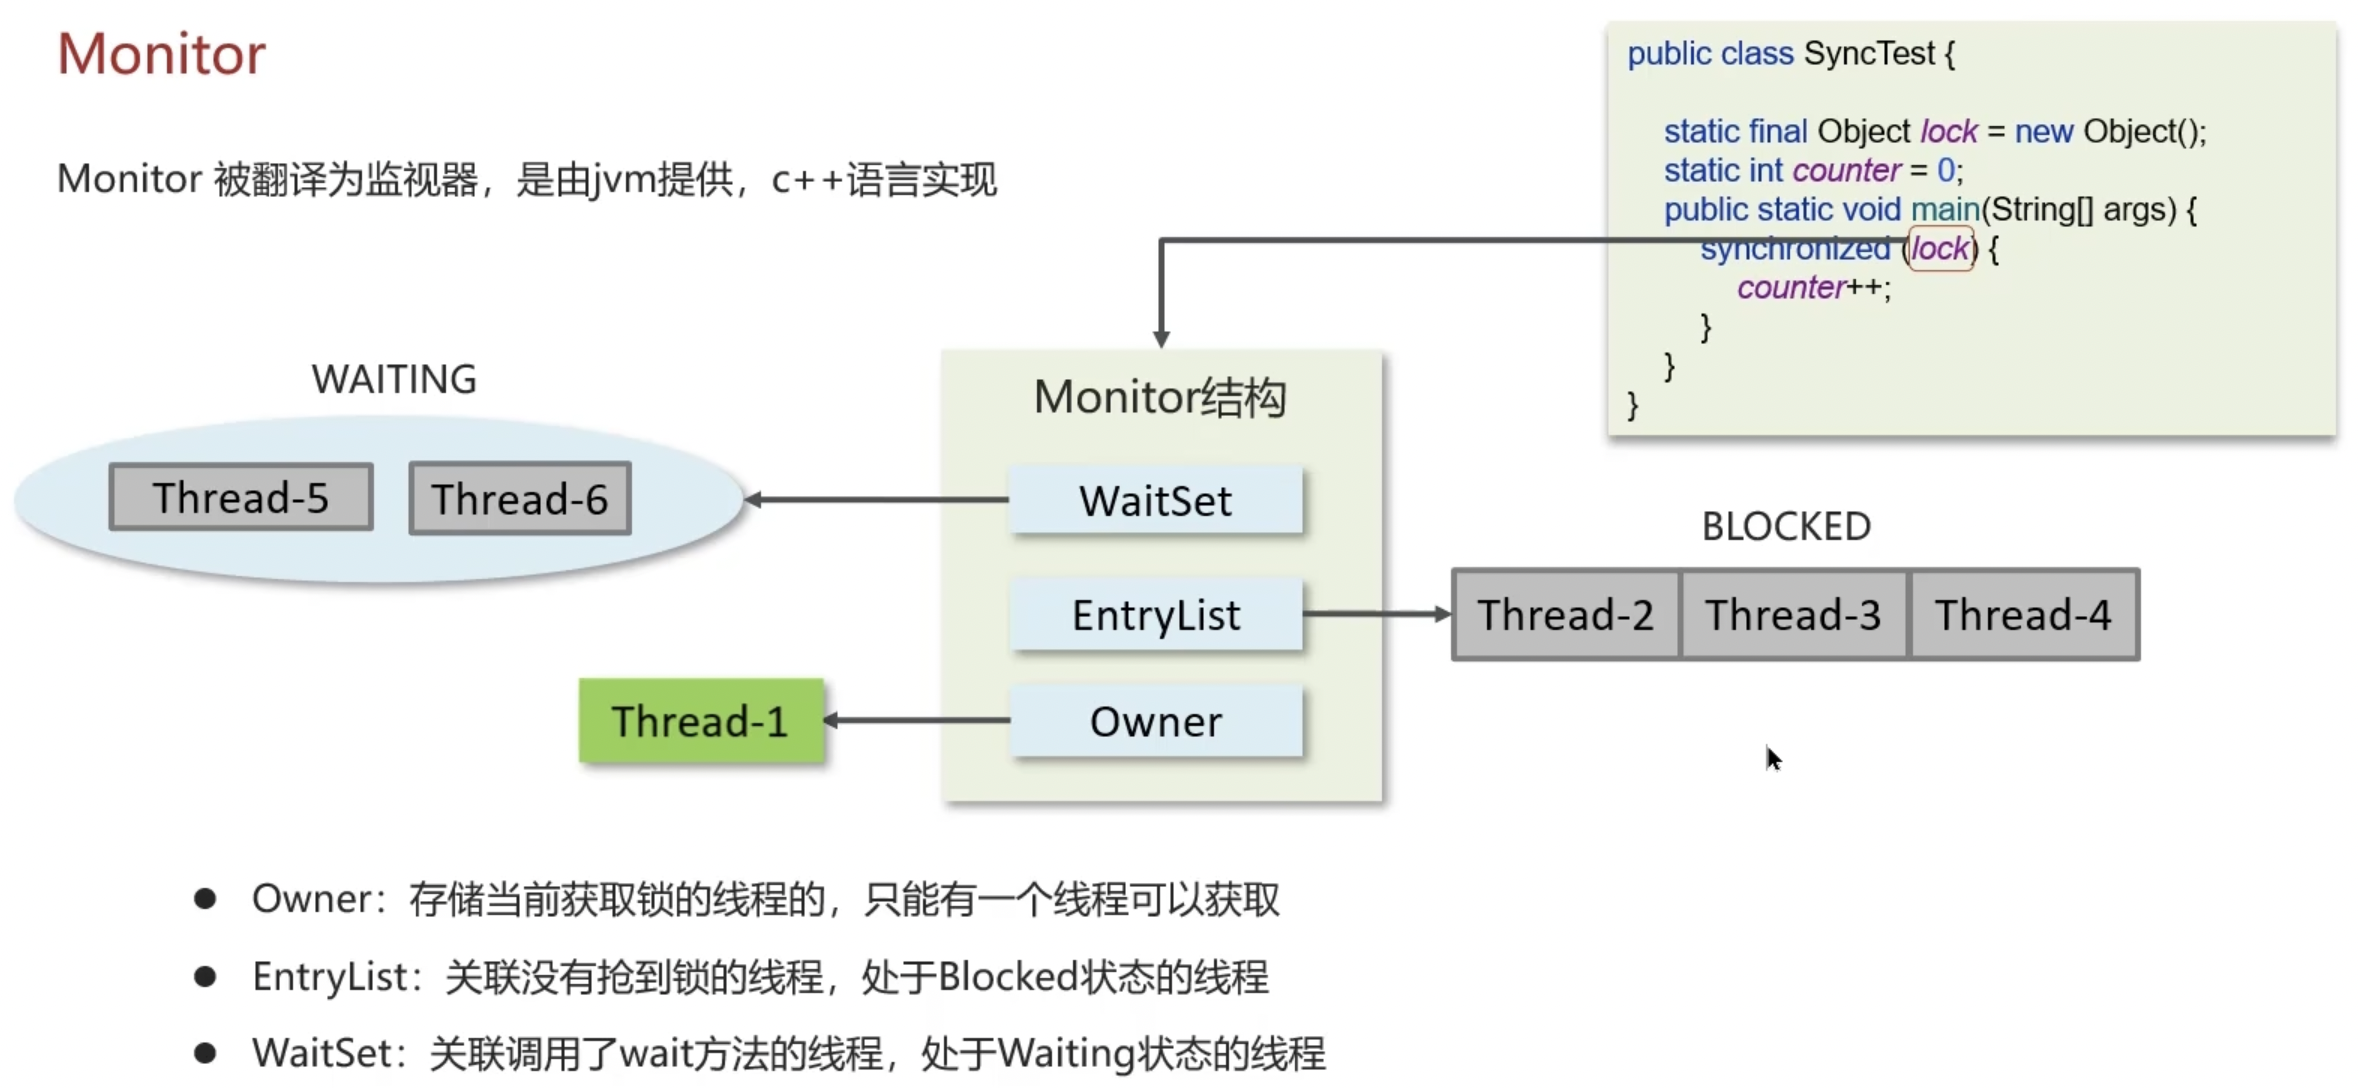 Monitor
Monitor 被翻译为监视器，是由jvm提供，c++语言实现
public class SyncTest {
static final Object lock = new Object();
static int counter = 0;
public static void main(String[] args) {
synchronized (lock) {
counter++;
}
}
}
WAITING
Thread-5
Thread-6
Monitor结构
WaitSet
EntryList
Owner
BLOCKED
Thread-2
Thread-3
Thread-4
Thread-1
● Owner：存储当前获取锁的线程的，只能有一个线程可以获取
● EntryList：关联没有抢到锁的线程，处于Blocked状态的线程
● WaitSet：关联调用了wait方法的线程，处于Waiting状态的线程